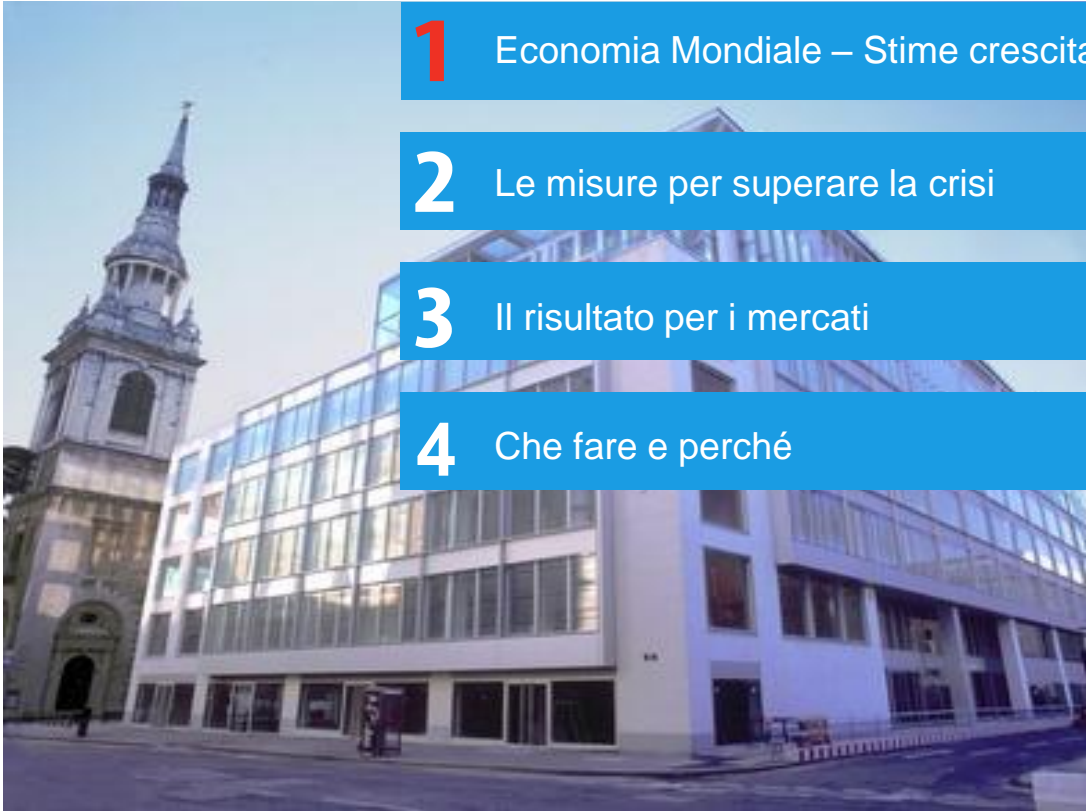 1 Economia Mondiale – Stime crescita
2 Le misure per superare la crisi
3 Il risultato per i mercati
4 Che fare e perché